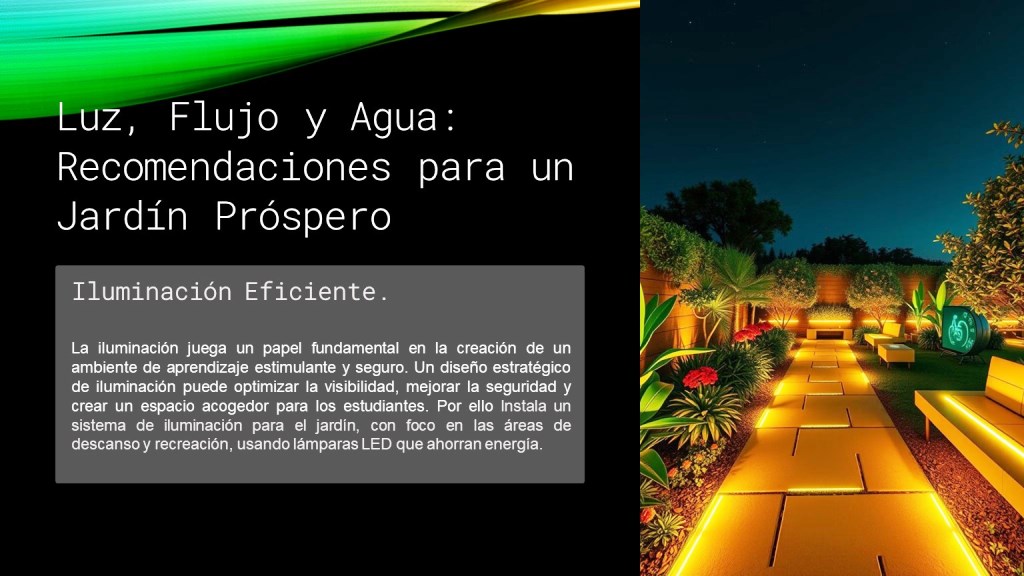 Luz, Flujo y Agua:
Recomendaciones para un
Jardín Próspero
Iluminación Eficiente.
La iluminación juega un papel fundamental en la creación de un
ambiente de aprendizaje estimulante y seguro. Un diseño estratégico
de iluminación puede optimizar la visibilidad, mejorar la seguridad y
crear un espacio acogedor para los estudiantes. Por ello Instala un
sistema de iluminación para el jardín, con foco en las áreas de
descanso y recreación, usando lámparas LED que ahorran energía.